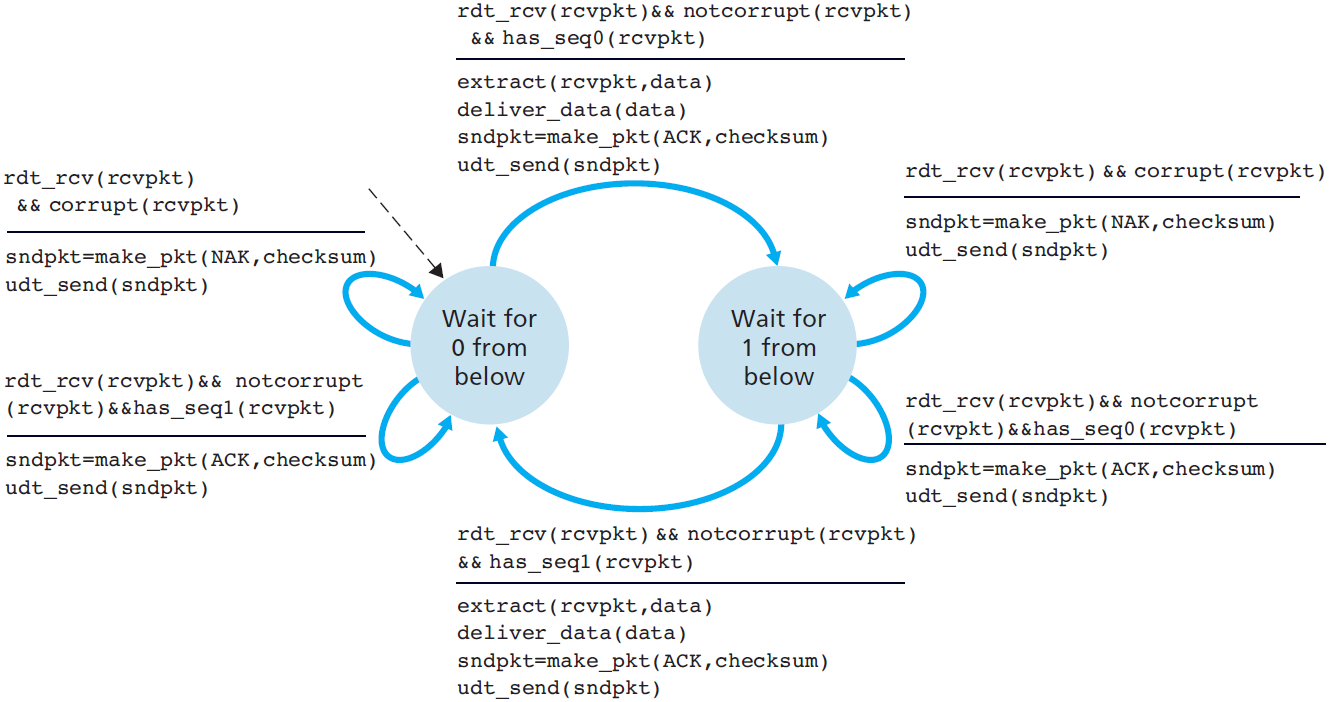 rdt_rcv(rcvpkt)&& notcorrupt(rcvpkt)
&& has_seq0(rcvpkt)
extract(rcvpkt,data)
deliver_data(data)
sndpkt=make_pkt(ACK,checksum)
udt_send(sndpkt)
rdt_rcv(rcvpkt)
&& corrupt(rcvpkt)
sndpkt=make_pkt(NAK,checksum)
udt_send(sndpkt)
rdt_rcv(rcvpkt) && corrupt(rcvpkt)
sndpkt=make_pkt(NAK,checksum)
udt_send(sndpkt)
Wait for
0 from
below
Wait for
1 from
below
rdt_rcv(rcvpkt)&& notcorrupt
(rcvpkt)&&has_seq1(rcvpkt)
sndpkt=make_pkt(ACK,checksum)
udt_send(sndpkt)
rdt_rcv(rcvpkt)&& notcorrupt
(rcvpkt)&&has_seq0(rcvpkt)
sndpkt=make_pkt(ACK,checksum)
udt_send(sndpkt)
rdt_rcv(rcvpkt) && notcorrupt(rcvpkt)
&& has_seq1(rcvpkt)
extract(rcvpkt,data)
deliver_data(data)
sndpkt=make_pkt(ACK,checksum)
udt_send(sndpkt)